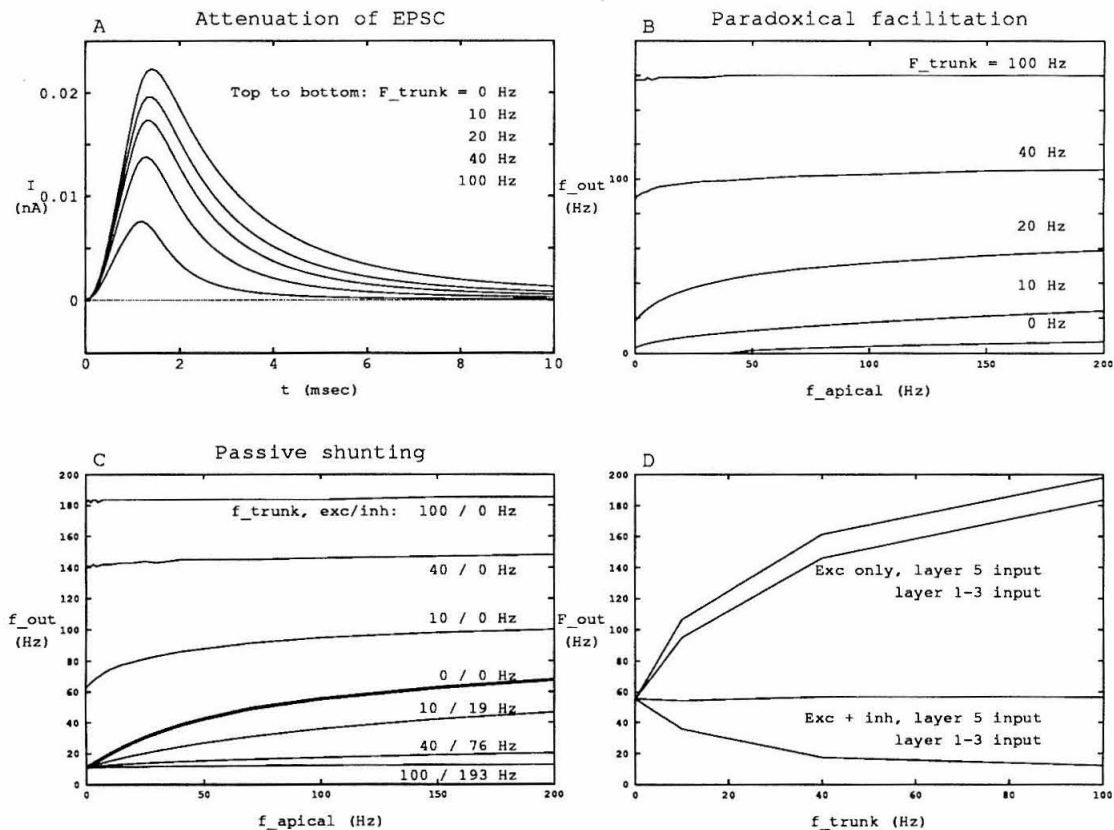 A
Attenuation of EPSC
0.02
Top to bottom: F_trunk = 0 Hz
10 Hz
20 Hz
40 Hz
100 Hz
I
(nA)
0.01
0
0 2 4 6 8 10
t (msec)
B
Paradoxical facilitation
F_trunk = 100 Hz
40 Hz
100
f_out
(Hz)
20 Hz
10 Hz
0 Hz
0
0 50 100 150 200
f_apical (Hz)
C
Passive shunting
200
180
160
140
120
100
80
60
40
20
0
f_out
(Hz)
f_trunk, exc/inh: 100 / 0 Hz
40 / 0 Hz
10 / 0 Hz
0 / 0 Hz
10 / 19 Hz
40 / 76 Hz
100 / 193 Hz
0 50 100 150 200
f_apical (Hz)
D
200
180
160
140
120
100
80
60
40
20
0
F_out
(Hz)
Exc only, layer 5 input
layer 1-3 input
Exc + inh, layer 5 input
layer 1-3 input
0 20 40 60 80 100
f_trunk (Hz)